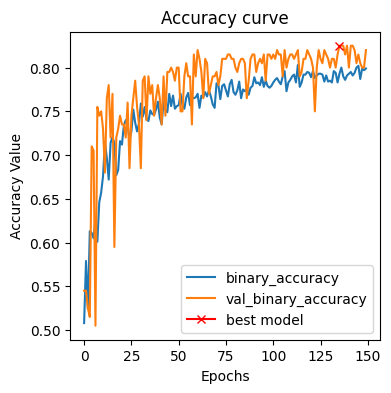 Accuracy curve
Accuracy Value
0.80
0.75
0.70
0.65
0.60
0.55
0.50
binary_accuracy
val_binary_accuracy
best model
0 25 50 75 100 125 150
Epochs